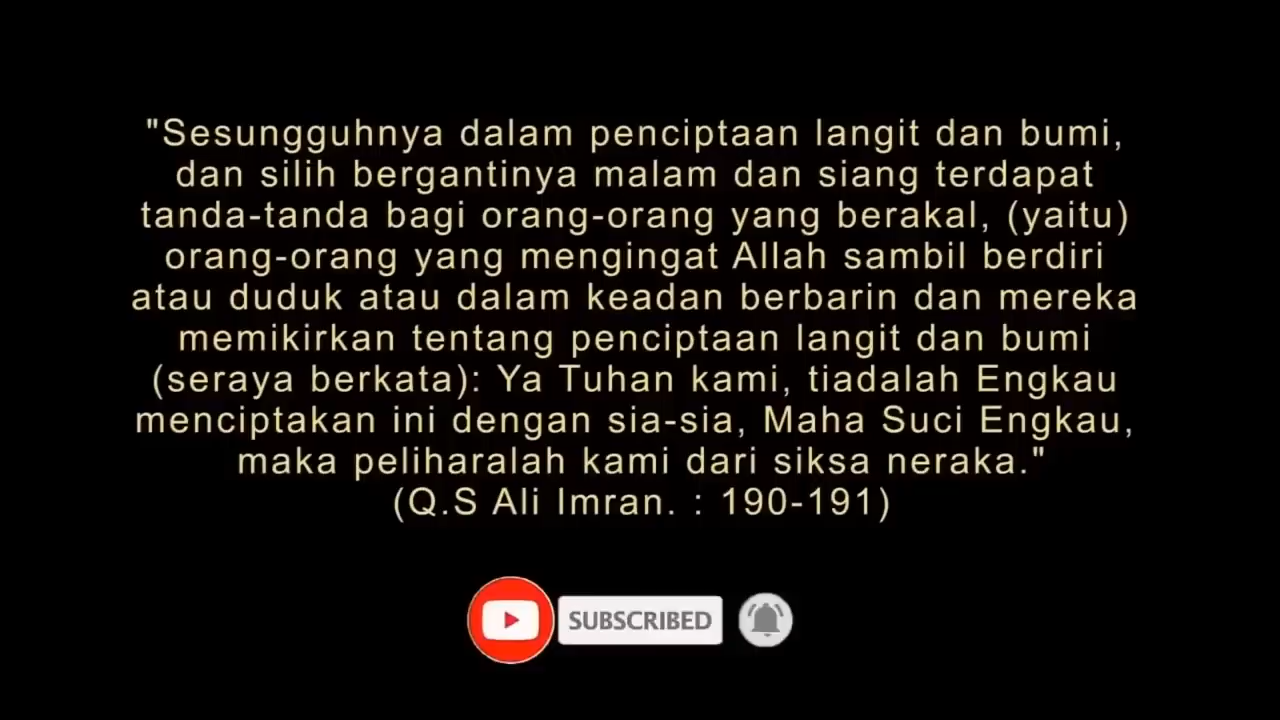 "Sesungguhnya dalam penciptaan langit dan bumi,
dan silih bergantinya malam dan siang terdapat
tanda-tanda bagi orang-orang yang berakal, (yaitu)
orang-orang yang mengingat Allah sambil berdiri
atau duduk atau dalam keadan berbarin dan mereka
memikirkan tentang penciptaan langit dan bumi
(seraya berkata): Ya Tuhan kami, tiadalah Engkau
menciptakan ini dengan sia-sia, Maha Suci Engkau,
maka peliharalah kami dari siksa neraka."
(Q.S Ali Imran. : 190-191)
SUBSCRIBED